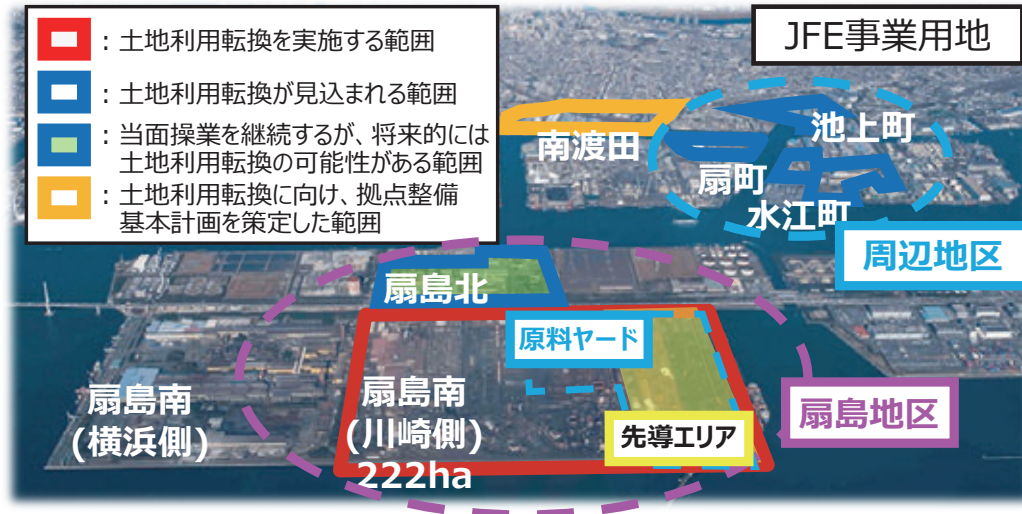 JFE事業用地
：土地利用転換を実施する範囲
：土地利用転換が見込まれる範囲
：当面操業を継続するが、将来的には
土地利用転換の可能性がある範囲
：土地利用転換に向け、拠点整備
基本計画を策定した範囲
南渡田
池上町
扇町
水江町
周辺地区
扇島北
原料ヤード
扇島南
(横浜側)
扇島南
(川崎側)
222ha
先導エリア
扇島地区